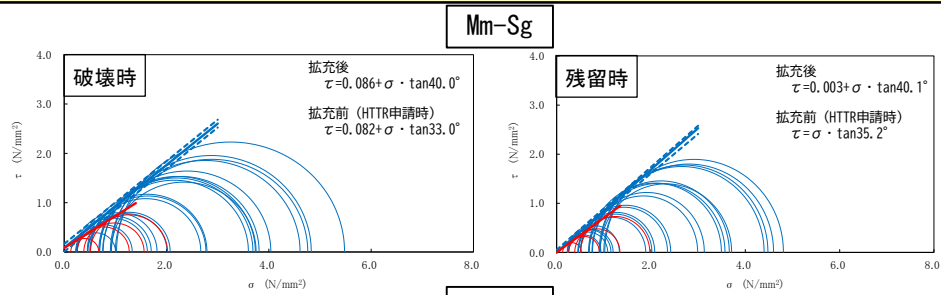 Mm-Sg
破壊時
拡充後
τ=0.086+σ・tan40.0°
拡充前（HTTR申請時）
τ=0.082+σ・tan33.0°
4.0
3.0
2.0
1.0
0.0
τ （N/mm²）
0.0 2.0 4.0 6.0 8.0
σ （N/mm²）
残留時
拡充後
τ=0.003+σ・tan40.1°
拡充前（HTTR申請時）
τ=σ・tan35.2°
4.0
3.0
2.0
1.0
0.0
τ （N/mm²）
0.0 2.0 4.0 6.0 8.0
σ （N/mm²）